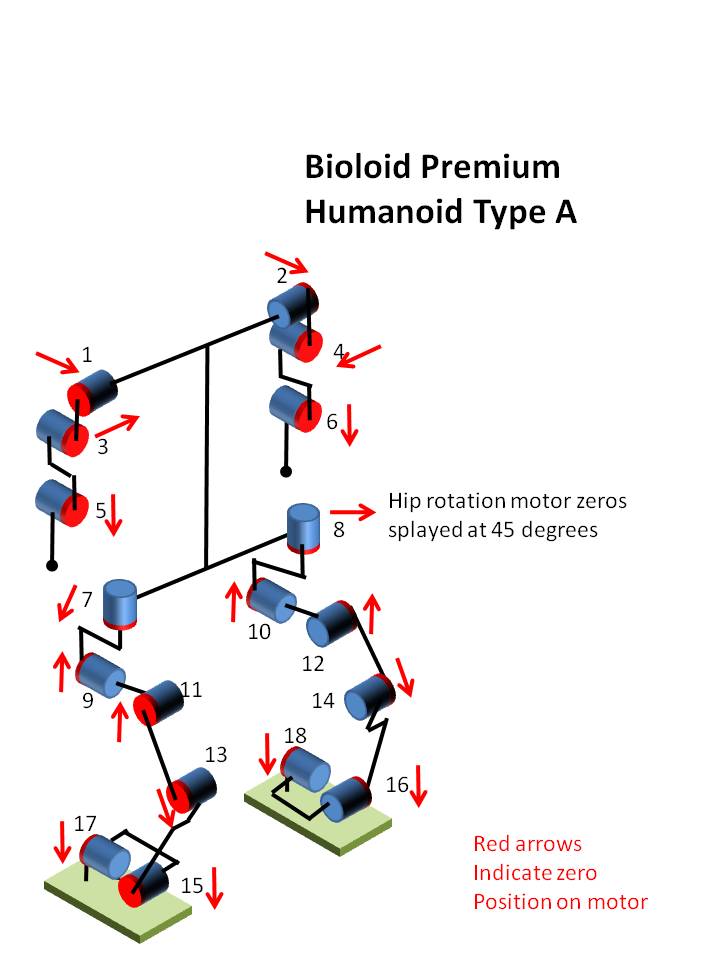 Bioloid Premium
Humanoid Type A
2
1
4
3
6
5
Hip rotation motor zeros
8
splayed at 45 degrees
7
10
12
9
11
14
18
13
16
17
15
Red arrows
Indicate zero
Position on motor